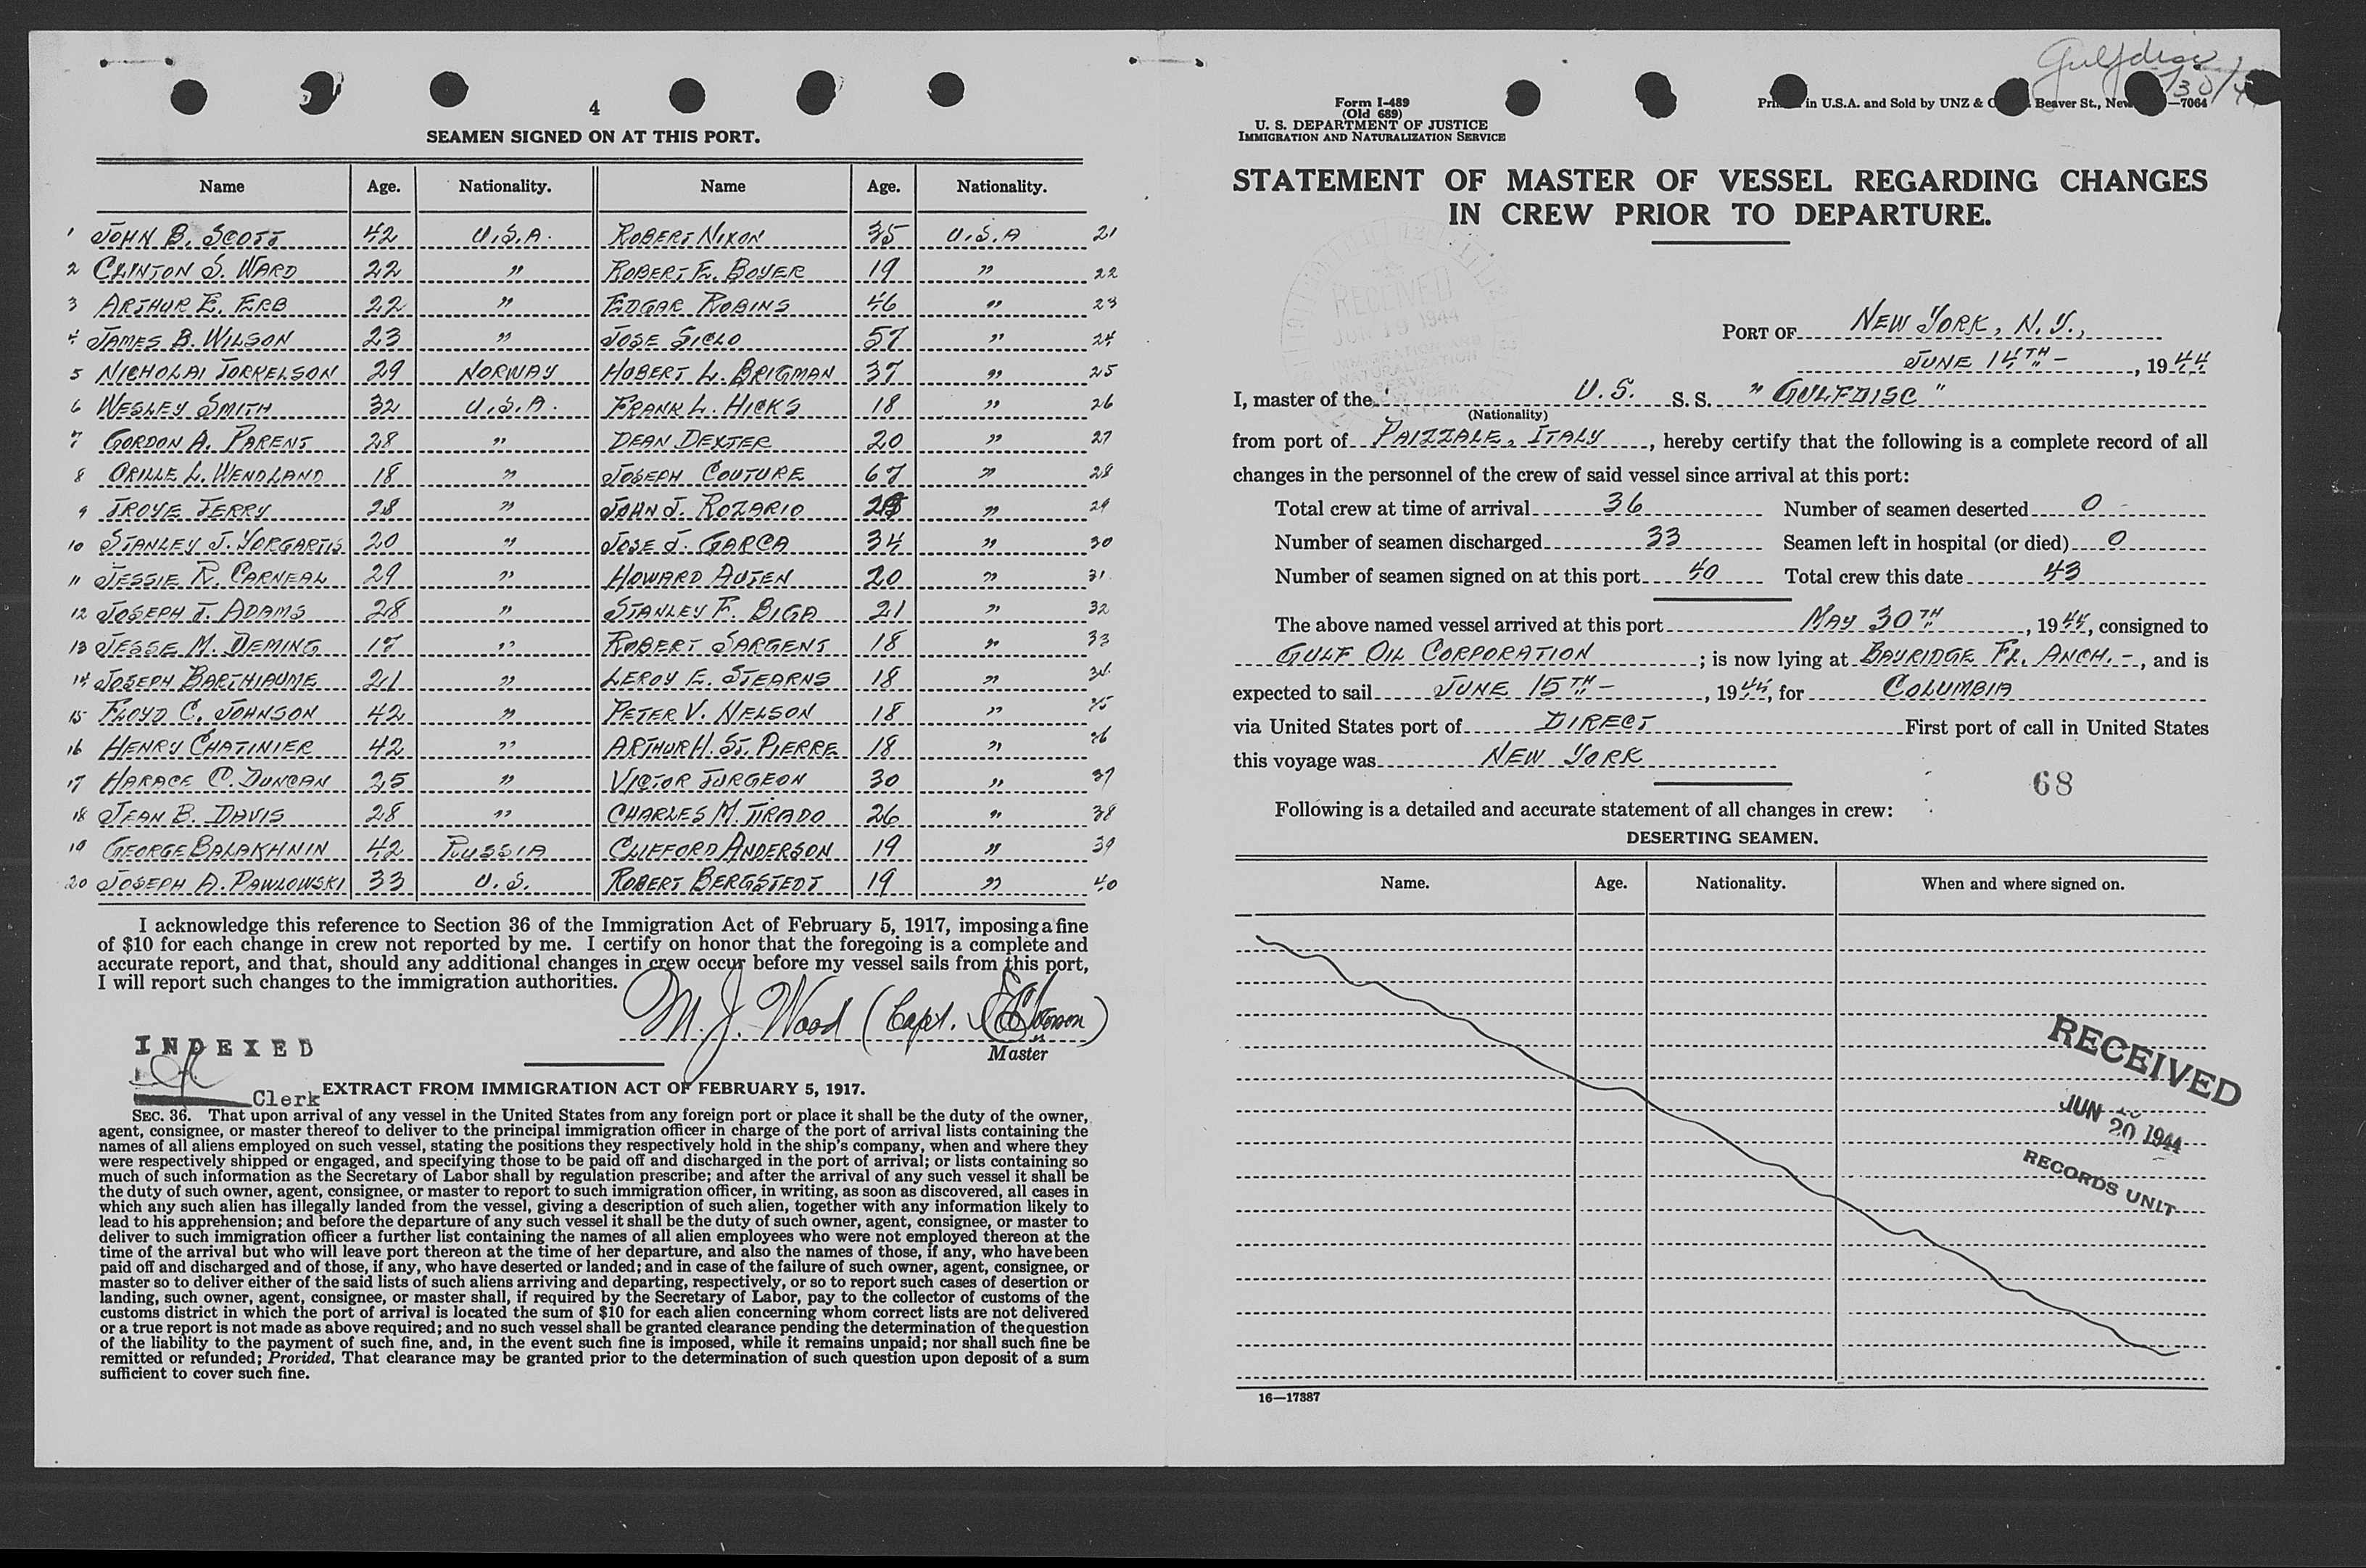 4
SEAMEN SIGNED ON AT THIS PORT.
Name Age. Nationality. Name Age. Nationality.
1 JOHN B. SCOTT 42 U.S.A. ROBERT NIXON 35 U.S.A 21
2 CLINTON S. WARD 22 " ROBERT E. BOYER 19 " 22
3 ARTHUR E. ERB 22 " EDGAR ROBINS 46 " 23
4 JAMES B. WILSON 23 " JOSE SICLO 57 " 24
5 NICHOLAI TORKELSON 29 NORWAY HUBERT L. BRIGMAN 37 " 25
6 WESLEY SMITH 32 U.S.A. FRANK L. HICKS 18 " 26
7 GORDON A. PARENT 28 " DEAN DEXTER 20 " 27
8 ORILLE L. WENDLAND 18 " JOSEPH COUTURE 67 " 28
9 TROYE TERRY 28 " JOHN J. ROZARIO " 29
10 STANLEY J. YORGARTIS 20 " JOSE J. GARCA 34 " 30
11 JESSIE R. CARNEAL 29 " HOWARD AUTEN 20 " 31.
12 JOSEPH J. ADAMS 28 " STANLEY F. BIGA 21 " 32
13 JESSE M. DEMING 17 " ROBERT SARGENT 18 " 33
14 JOSEPH BARTHIAUME 21 " LEROY E. STEARNS 18 " 34
15 FLOYD C. JOHNSON 42 " PETER V. NELSON 18 " 35
16 HENRY CHATINIER 42 " ARTHUR H. ST. PIERRE 18 " 36
17 HARACE C. DUNCAN 25 " VICTOR TURGEON 30 " 37
18 JEAN B. DAVIS 28 " CHARLES M. TIRADO 26 " 38
19 GEORGE BALAKHNIN 42 RUSSIA CLIFFORD ANDERSON 19 " 39
20 JOSEPH A. PAWLOWSKI 33 U.S. ROBERT BERGSTEDT 19 " 40
I acknowledge this reference to Section 36 of the Immigration Act of February 5, 1917, imposing a fine
of $10 for each change in crew not reported by me. I certify on honor that the foregoing is a complete and
accurate report, and that, should any additional changes in crew occur before my vessel sails from this port,
I will report such changes to the immigration authorities.
M. J. Wood (Capt.
Master
INDEXED
Clerk
EXTRACT FROM IMMIGRATION ACT OF FEBRUARY 5, 1917.
SEC. 36. That upon arrival of any vessel in the United States from any foreign port or place it shall be the duty of the owner,
agent, consignee, or master thereof to deliver to the principal immigration officer in charge of the port of arrival lists containing the
names of all aliens employed on such vessel, stating the positions they respectively hold in the ship's company, when and where they
were respectively shipped or engaged, and specifying those to be paid off and discharged in the port of arrival; or lists containing so
much of such information as the Secretary of Labor shall by regulation prescribe; and after the arrival of any such vessel it shall be
the duty of such owner, agent, consignee, or master to report to such immigration officer, in writing, as soon as discovered, all cases in
which any such alien has illegally landed from the vessel, giving a description of such alien, together with any information likely to
lead to his apprehension; and before the departure of any such vessel it shall be the duty of such owner, agent, consignee, or master to
deliver to such immigration officer a further list containing the names of all alien employees who were not employed thereon at the
time of the arrival but who will leave port thereon at the time of her departure, and also the names of those, if any, who have been
paid off and discharged and of those, if any, who have deserted or landed; and in case of the failure of such owner, agent, consignee, or
master so to deliver either of the said lists of such aliens arriving and departing, respectively, or so to report such cases of desertion or
landing, such owner, agent, consignee, or master shall, if required by the Secretary of Labor, pay to the collector of customs of the
customs district in which the port of arrival is located the sum of $10 for each alien concerning whom correct lists are not delivered
or a true report is not made as above required; and no such vessel shall be granted clearance pending the determination of the question
of the liability to the payment of such fine, and, in the event such fine is imposed, while it remains unpaid; nor shall such fine be
remitted or refunded; Provided, That clearance may be granted prior to the determination of such question upon deposit of a sum
sufficient to cover such fine.
Gulfdisc
Form I-489
(Old 689)
U. S. DEPARTMENT OF JUSTICE
IMMIGRATION AND NATURALIZATION SERVICE
in U.S.A. and Sold by UNZ & Beaver St., New —7064
STATEMENT OF MASTER OF VESSEL REGARDING CHANGES
IN CREW PRIOR TO DEPARTURE.
RECEIVED
JUN 19 1944
PORT OF NEW YORK, N.Y.,
JUNE 14TH -, 1944
I, master of the U.S. S. S. "GULFDISC"
(Nationality)
from port of PAIZZALE, ITALY, hereby certify that the following is a complete record of all
changes in the personnel of the crew of said vessel since arrival at this port:
Total crew at time of arrival 36 Number of seamen deserted 0 -
Number of seamen discharged 33 Seamen left in hospital (or died) 0
Number of seamen signed on at this port 40 Total crew this date 43
The above named vessel arrived at this port MAY 30TH, 1944, consigned to
GULF OIL CORPORATION; is now lying at BAYRIDGE FL. ANCH. -, and is
expected to sail JUNE 15TH -, 1944, for COLUMBIA
via United States port of DIRECT First port of call in United States
this voyage was NEW YORK
68
Following is a detailed and accurate statement of all changes in crew:
DESERTING SEAMEN.
Name. Age. Nationality. When and where signed on.
RECEIVED
JUN 20 1944
RECORDS UNIT
16—17387